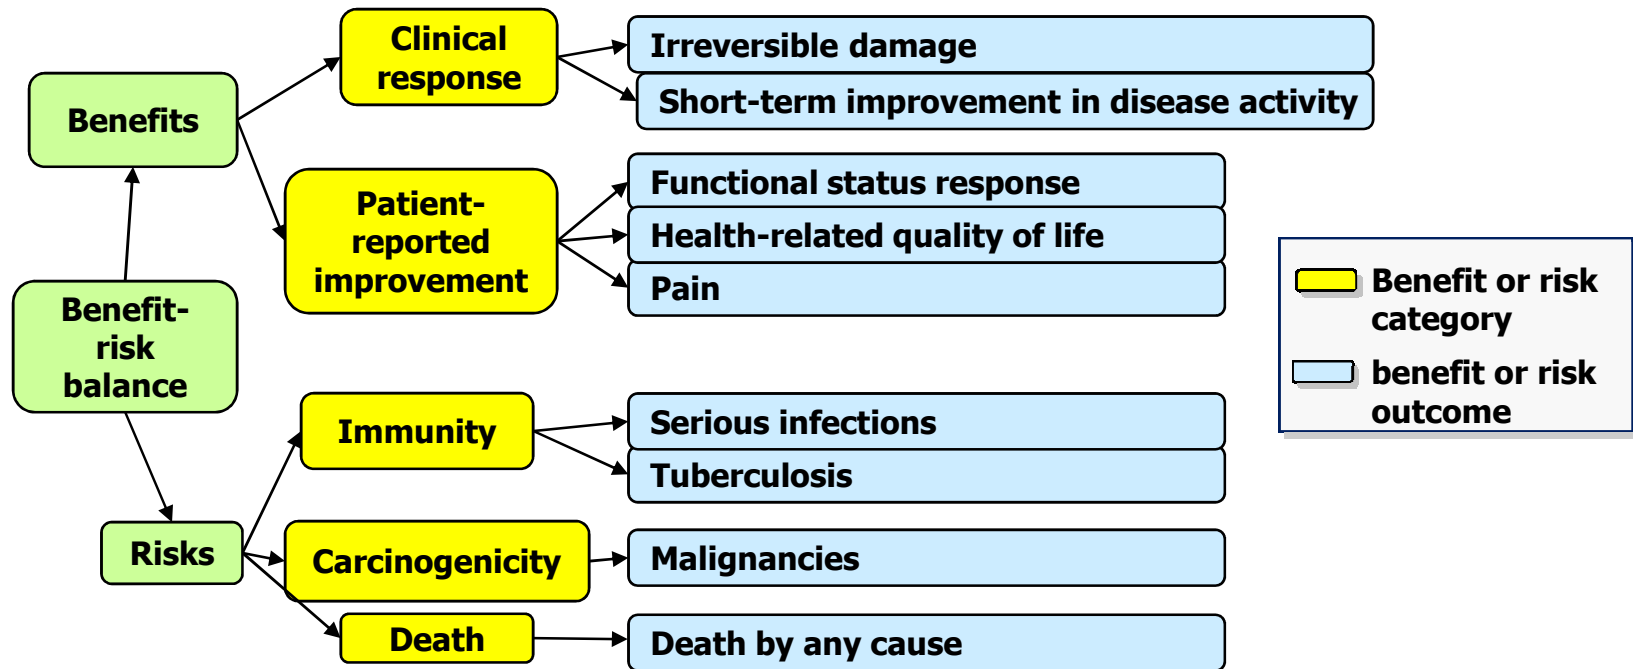 Clinical
response
Irreversible damage
Short-term improvement in disease activity
Benefits
Patient-
reported
improvement
Functional status response
Health-related quality of life
Pain
Benefit-
risk
balance
Benefit or risk
category
benefit or risk
outcome
Immunity
Serious infections
Tuberculosis
Risks
Carcinogenicity
Malignancies
Death
Death by any cause